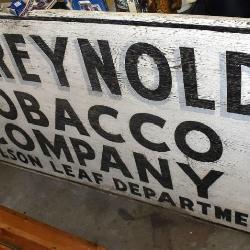 REYNOLD
OBACCO
COMPANY
LSON LEAF DEPARTME